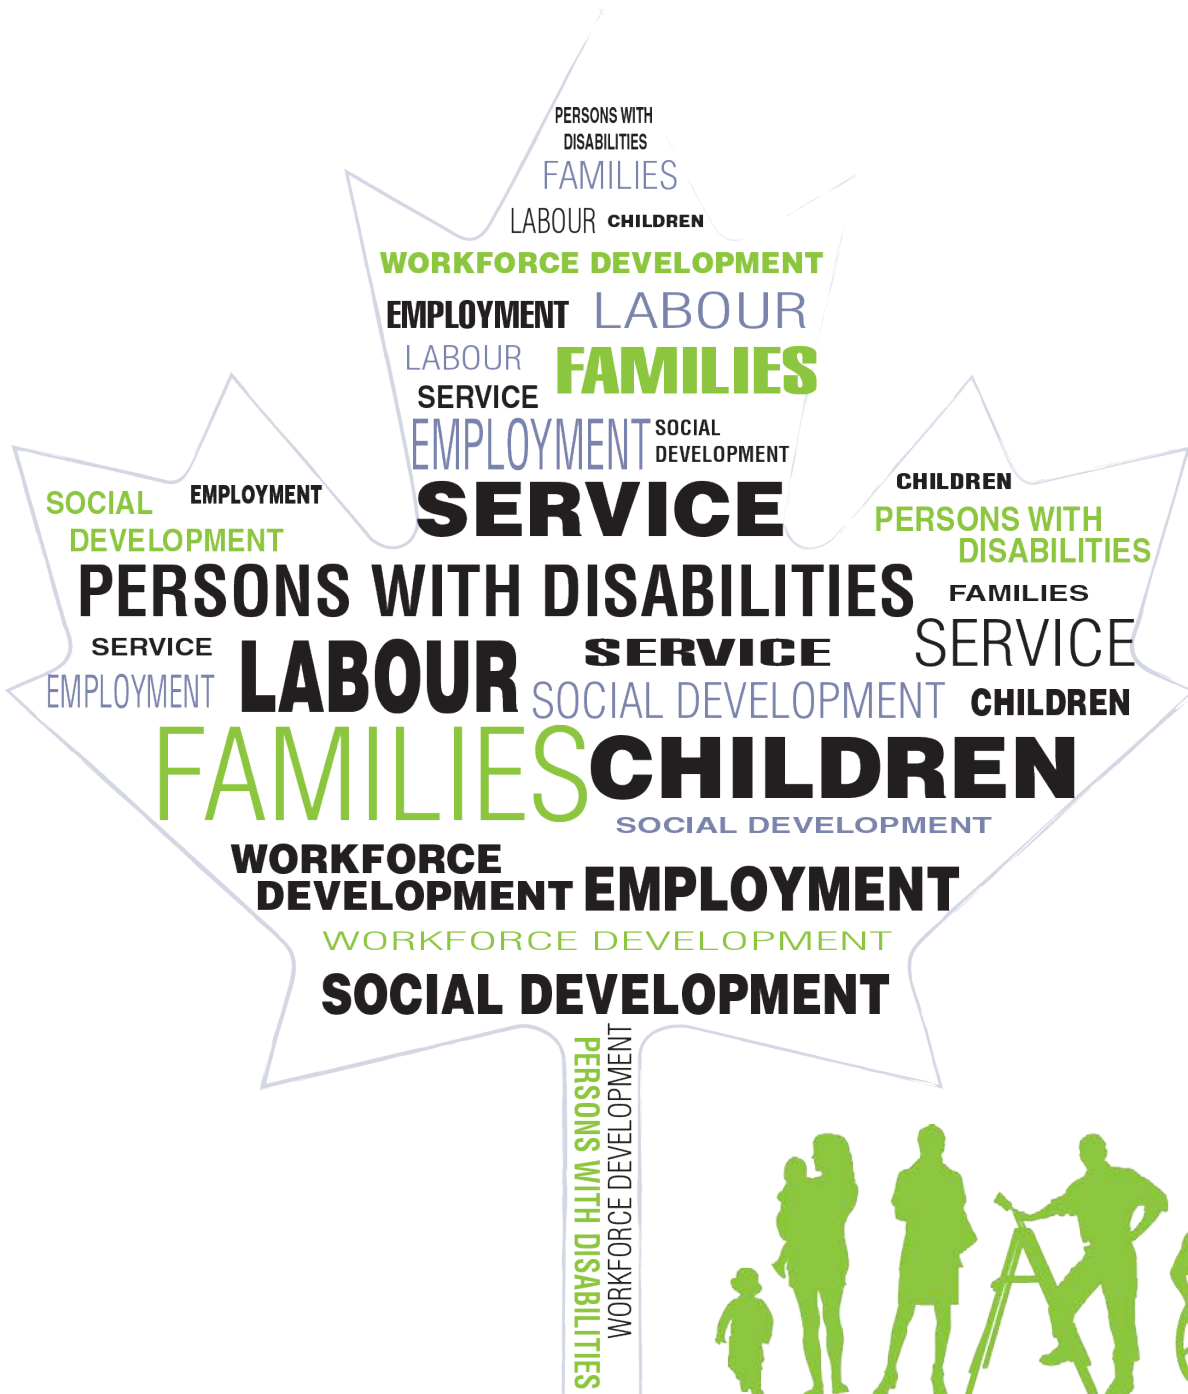 PERSONS WITH
DISABILITIES
FAMILIES
LABOUR CHILDREN
WORKFORCE DEVELOPMENT
EMPLOYMENT LABOUR
LABOUR FAMILIES
SERVICE
EMPLOYMENT SOCIAL
DEVELOPMENT
SERVICE
SOCIAL
DEVELOPMENT
EMPLOYMENT
CHILDREN
PERSONS WITH
DISABILITIES
PERSONS WITH DISABILITIES
FAMILIES
SERVICE
LABOUR
SERVICE
SERVICE
EMPLOYMENT
SOCIAL DEVELOPMENT
CHILDREN
FAMILIES CHILDREN
SOCIAL DEVELOPMENT
WORKFORCE
DEVELOPMENT
EMPLOYMENT
WORKFORCE DEVELOPMENT
SOCIAL DEVELOPMENT
PERSONS WITH DISABILITIES
WORKFORCE DEVELOPMENT